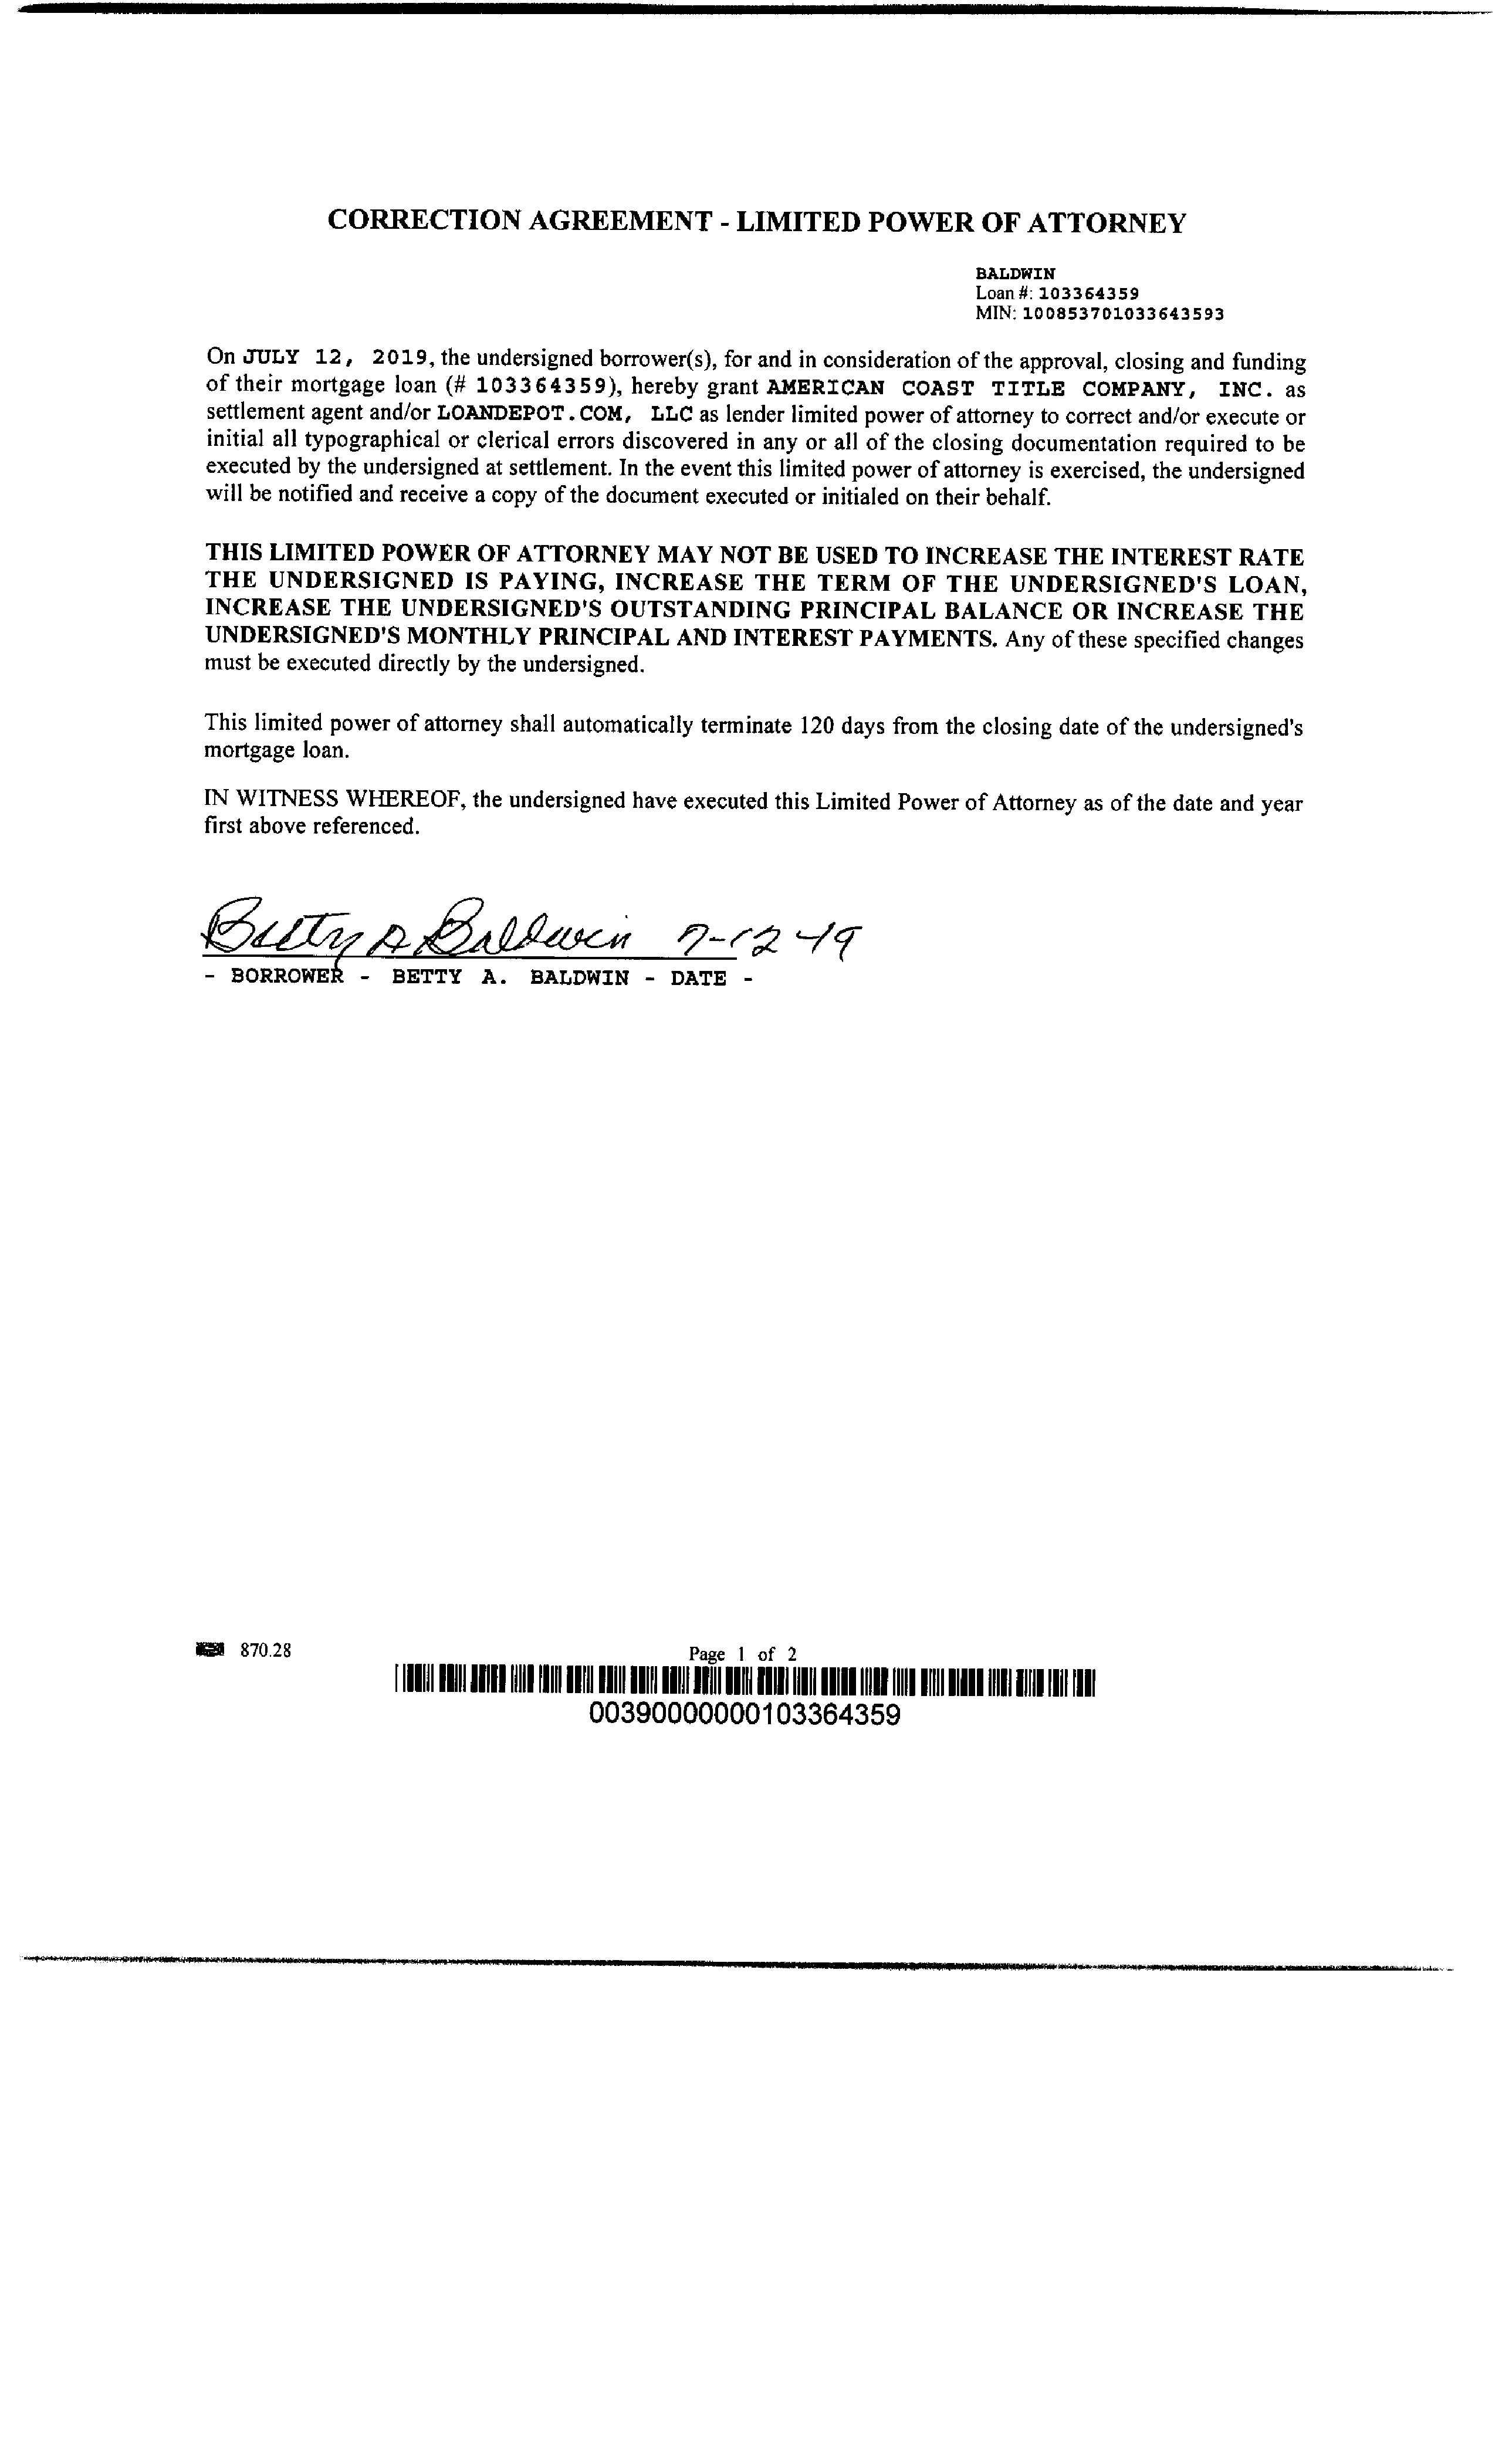 CORRECTION AGREEMENT - LIMITED POWER OF ATTORNEY
BALDWIN
Loan #: 103364359
MIN: 100853701033643593
On JULY 12, 2019, the undersigned borrower(s), for and in consideration of the approval, closing and funding
of their mortgage loan (# 103364359), hereby grant AMERICAN COAST TITLE COMPANY, INC. as
settlement agent and/or LOANDEPOT.COM, LLC as lender limited power of attorney to correct and/or execute or
initial all typographical or clerical errors discovered in any or all of the closing documentation required to be
executed by the undersigned at settlement. In the event this limited power of attorney is exercised, the undersigned
will be notified and receive a copy of the document executed or initialed on their behalf.
THIS LIMITED POWER OF ATTORNEY MAY NOT BE USED TO INCREASE THE INTEREST RATE
THE UNDERSIGNED IS PAYING, INCREASE THE TERM OF THE UNDERSIGNED'S LOAN,
INCREASE THE UNDERSIGNED'S OUTSTANDING PRINCIPAL BALANCE OR INCREASE THE
UNDERSIGNED'S MONTHLY PRINCIPAL AND INTEREST PAYMENTS. Any of these specified changes
must be executed directly by the undersigned.
This limited power of attorney shall automatically terminate 120 days from the closing date of the undersigned's
mortgage loan.
IN WITNESS WHEREOF, the undersigned have executed this Limited Power of Attorney as of the date and year
first above referenced.
Betty A Baldwin 7-12-19
- BORROWER - BETTY A. BALDWIN - DATE -
870.28
Page 1 of 2
00390000000103364359